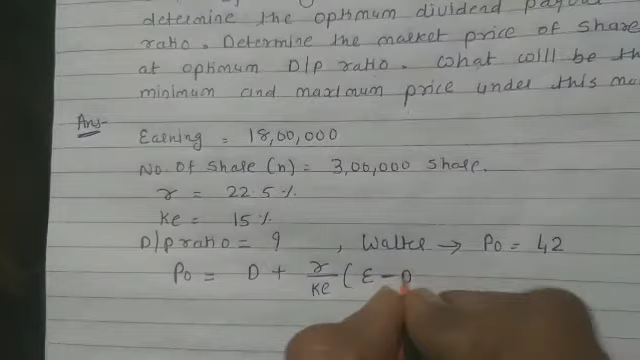 determine the optimum dividend payout
ratio. Determine the market price of share
at optimum D/P ratio. What will be the
minimum and maximum price under this mo
Ans-
Earning = 18,00,000
No. of share (n) = 3,00,000 share.
r = 22.5 %
Ke = 15 %
D/p ratio = 9 , Walter → Po = 42
Po = D + r/Ke ( E - D